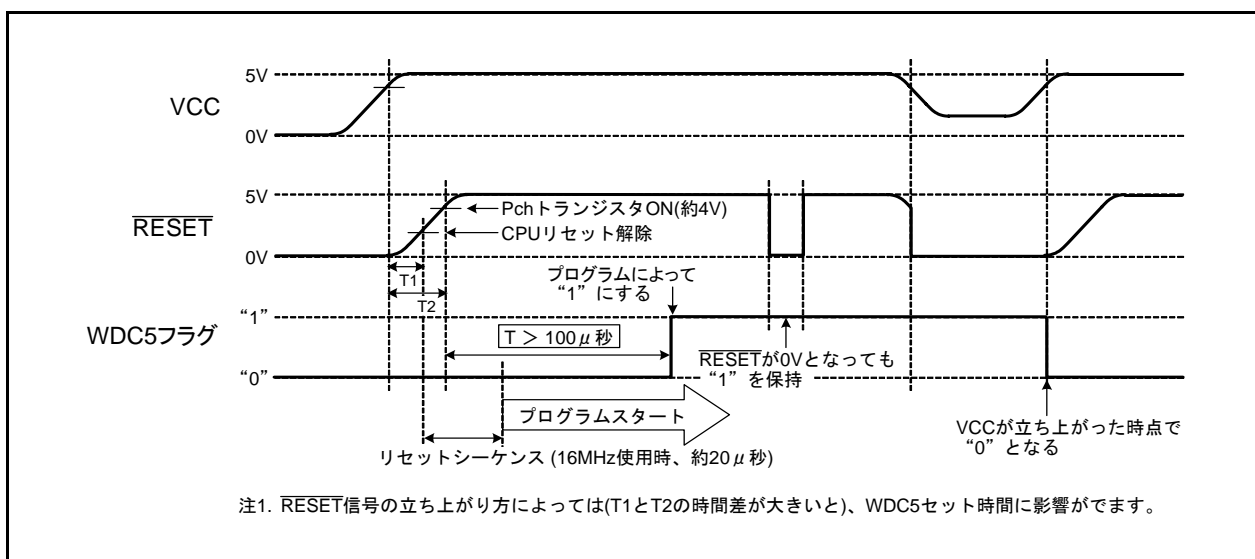 5V
VCC
0V
5V
PchトランジスタON(約4V)
RESET
CPUリセット解除
0V
T1
プログラムによって
“1”にする
T2
“1”
WDC5フラグ
T > 100μ秒
RESETが0Vとなっても
“1”を保持
“0”
プログラムスタート
VCCが立ち上がった時点で
“0”となる
リセットシーケンス (16MHz使用時、約20μ秒)
注1. RESET信号の立ち上がり方によっては(T1とT2の時間差が大きいと)、WDC5セット時間に影響がでます。